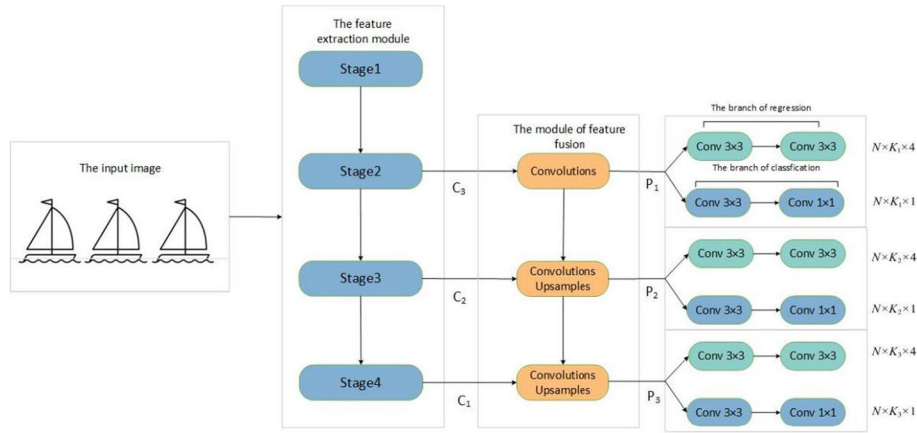 The feature
extraction module
Stage1
The input image
Stage2
Stage3
Stage4
C3
C2
C1
The module of feature
fusion
Convolutions
Convolutions
Upsamples
Convolutions
Upsamples
P1
P2
P3
The branch of regression
Conv 3×3
Conv 3×3
N×K₁×4
The branch of classfication
Conv 3×3
Conv 1×1
N×K₁×1
Conv 3×3
Conv 3×3
N×K₂×4
Conv 3×3
Conv 1×1
N×K₂×1
Conv 3×3
Conv 3×3
N×K₃×4
Conv 3×3
Conv 1×1
N×K₃×1